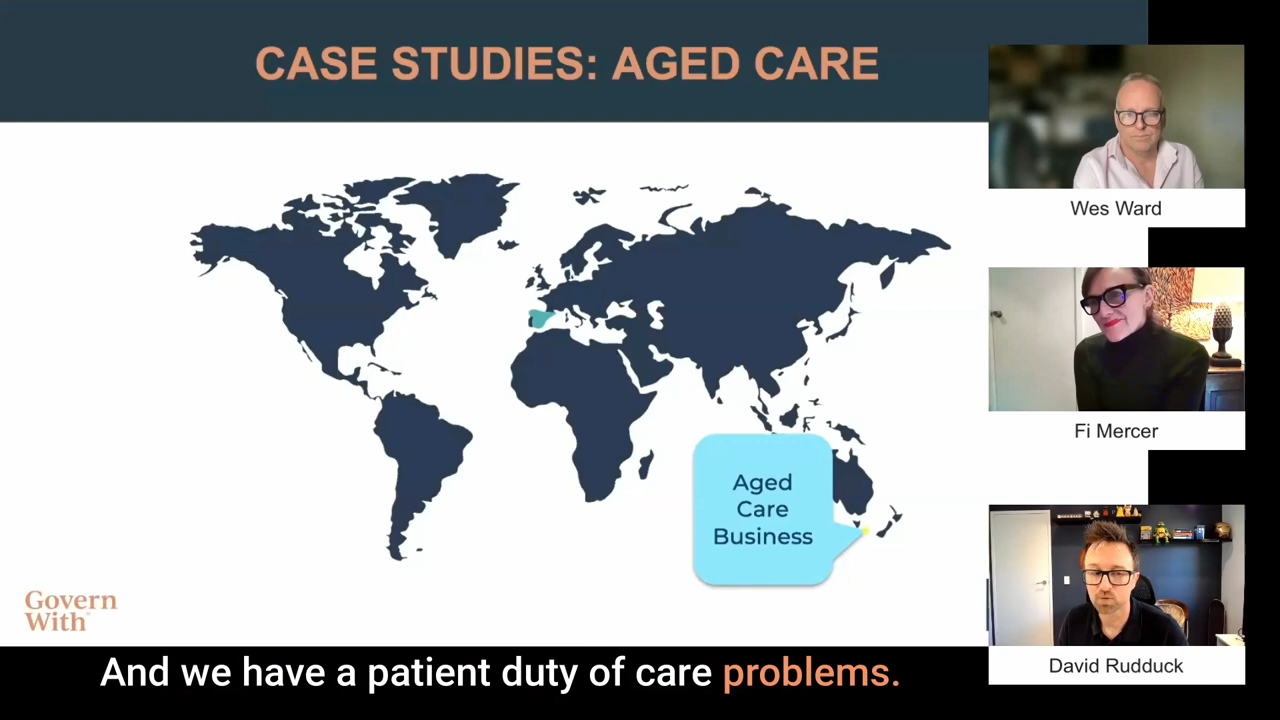 CASE STUDIES: AGED CARE
Wes Ward
Fi Mercer
Aged
Care
Business
David Rudduck
Govern
With
And we have a patient duty of care problems.